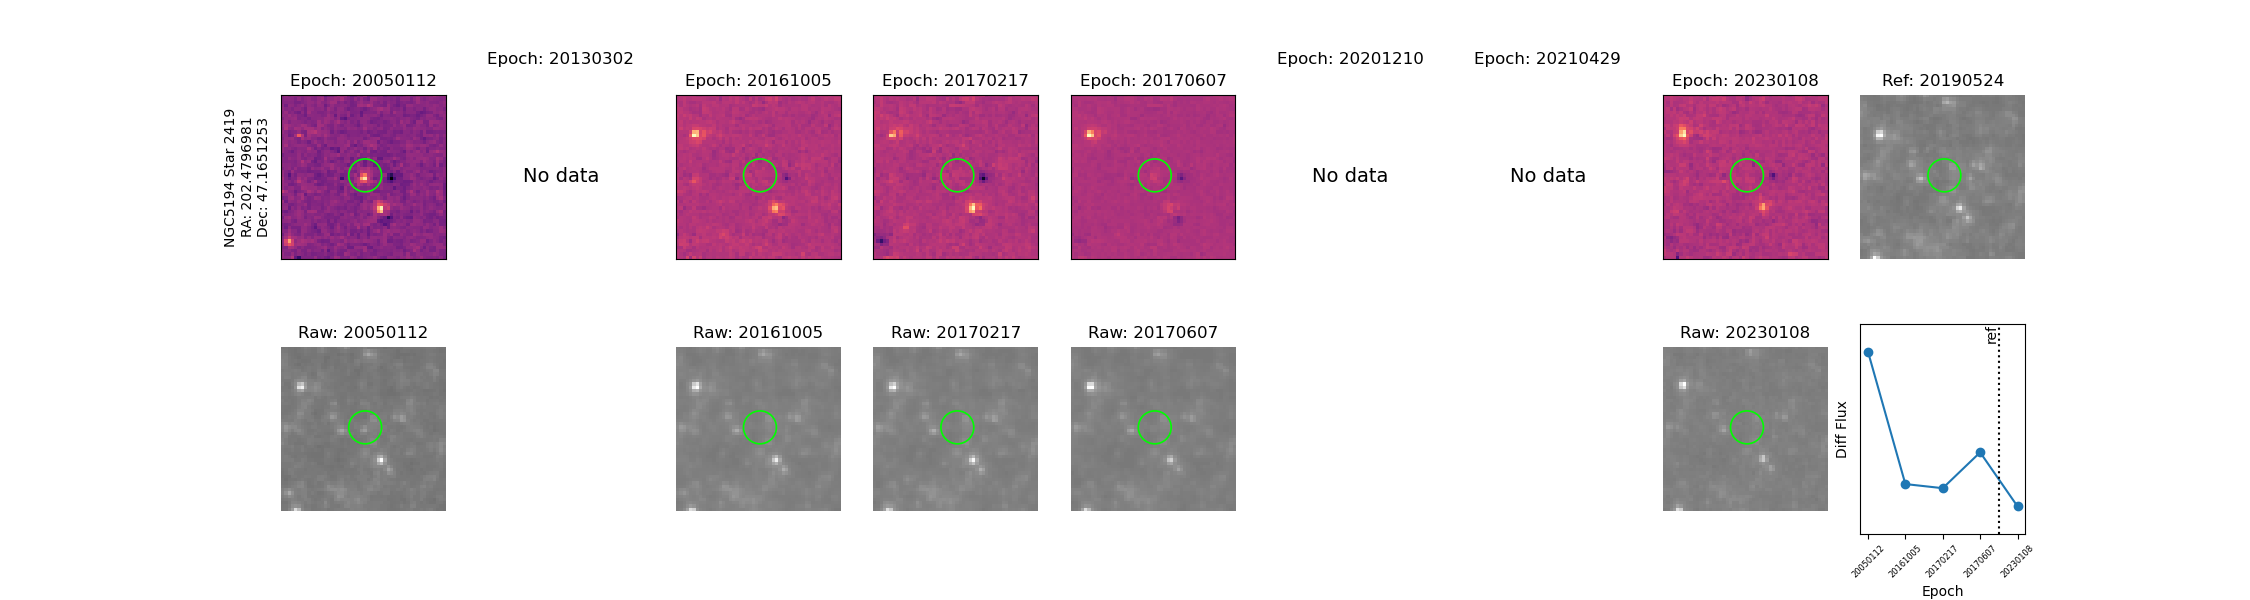 NGC5194 Star 2419
RA: 202.4796981
Dec: 47.1651253
Epoch: 20050112
Epoch: 20130302
No data
Epoch: 20161005
Epoch: 20170217
Epoch: 20170607
Epoch: 20201210
No data
Epoch: 20210429
No data
Epoch: 20230108
Ref: 20190524
Raw: 20050112
Raw: 20161005
Raw: 20170217
Raw: 20170607
Raw: 20230108
Diff Flux
ref
20050112
20161005
20170217
20170607
20230108
Epoch